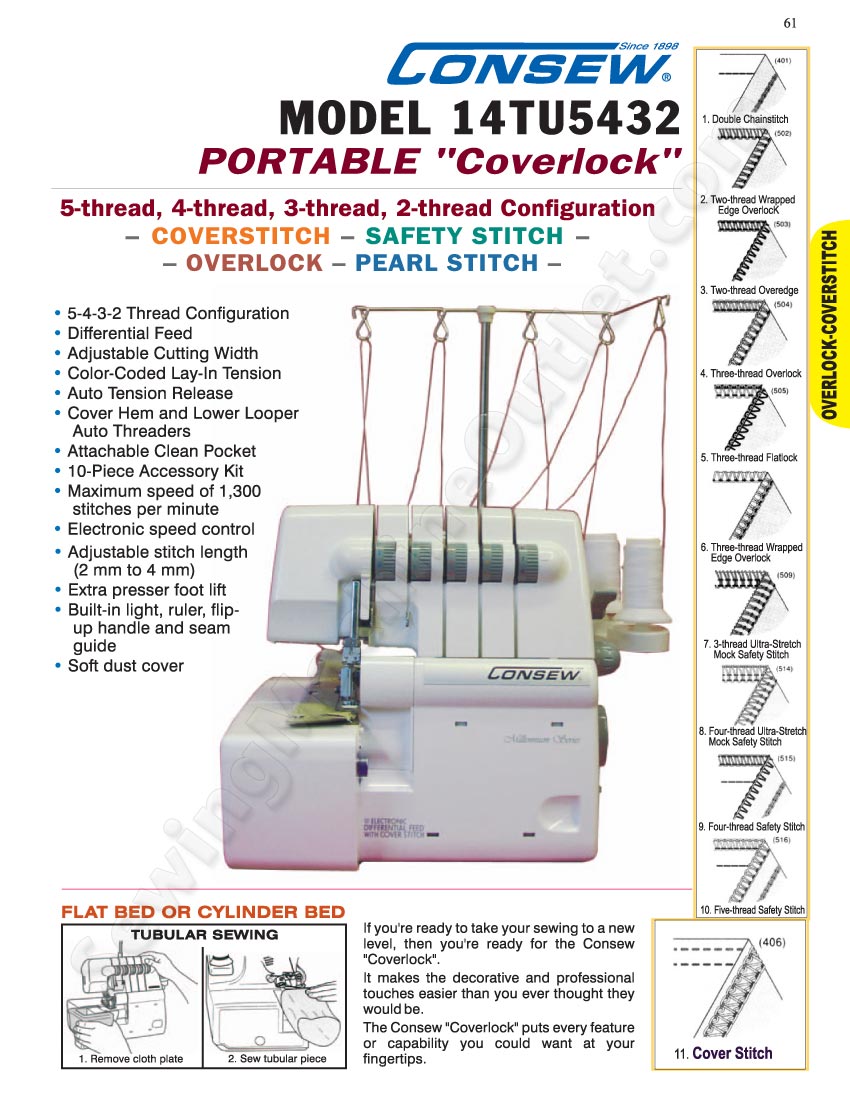 61
Since 1898
CONSEW®
MODEL 14TU5432
PORTABLE "Coverlock"
5-thread, 4-thread, 3-thread, 2-thread Configuration
– COVERSTITCH – SAFETY STITCH –
– OVERLOCK – PEARL STITCH –
• 5-4-3-2 Thread Configuration
• Differential Feed
• Adjustable Cutting Width
• Color-Coded Lay-In Tension
• Auto Tension Release
• Cover Hem and Lower Looper
Auto Threaders
• Attachable Clean Pocket
• 10-Piece Accessory Kit
• Maximum speed of 1,300
stitches per minute
• Electronic speed control
• Adjustable stitch length
(2 mm to 4 mm)
• Extra presser foot lift
• Built-in light, ruler, flip-
up handle and seam
guide
• Soft dust cover
CONSEW
Millennium Series
ELECTRONIC
DIFFERENTIAL FEED
WITH COVER STITCH
SewingMachineOutlet.com
(401)
1. Double Chainstitch
(502)
2. Two-thread Wrapped
Edge OverlocK
(503)
3. Two-thread Overedge
(504)
4. Three-thread Overlock
(505)
5. Three-thread Flatlock
6. Three-thread Wrapped
Edge Overlock
(509)
7. 3-thread Ultra-Stretch
Mock Safety Stitch
(514)
8. Four-thread Ultra-Stretch
Mock Safety Stitch
(515)
9. Four-thread Safety Stitch
(516)
10. Five-thread Safety Stitch
(406)
11. Cover Stitch
OVERLOCK-COVERSTITCH
FLAT BED OR CYLINDER BED
TUBULAR SEWING
1. Remove cloth plate
2. Sew tubular piece
If you're ready to take your sewing to a new
level, then you're ready for the Consew
"Coverlock".
It makes the decorative and professional
touches easier than you ever thought they
would be.
The Consew "Coverlock" puts every feature
or capability you could want at your
fingertips.